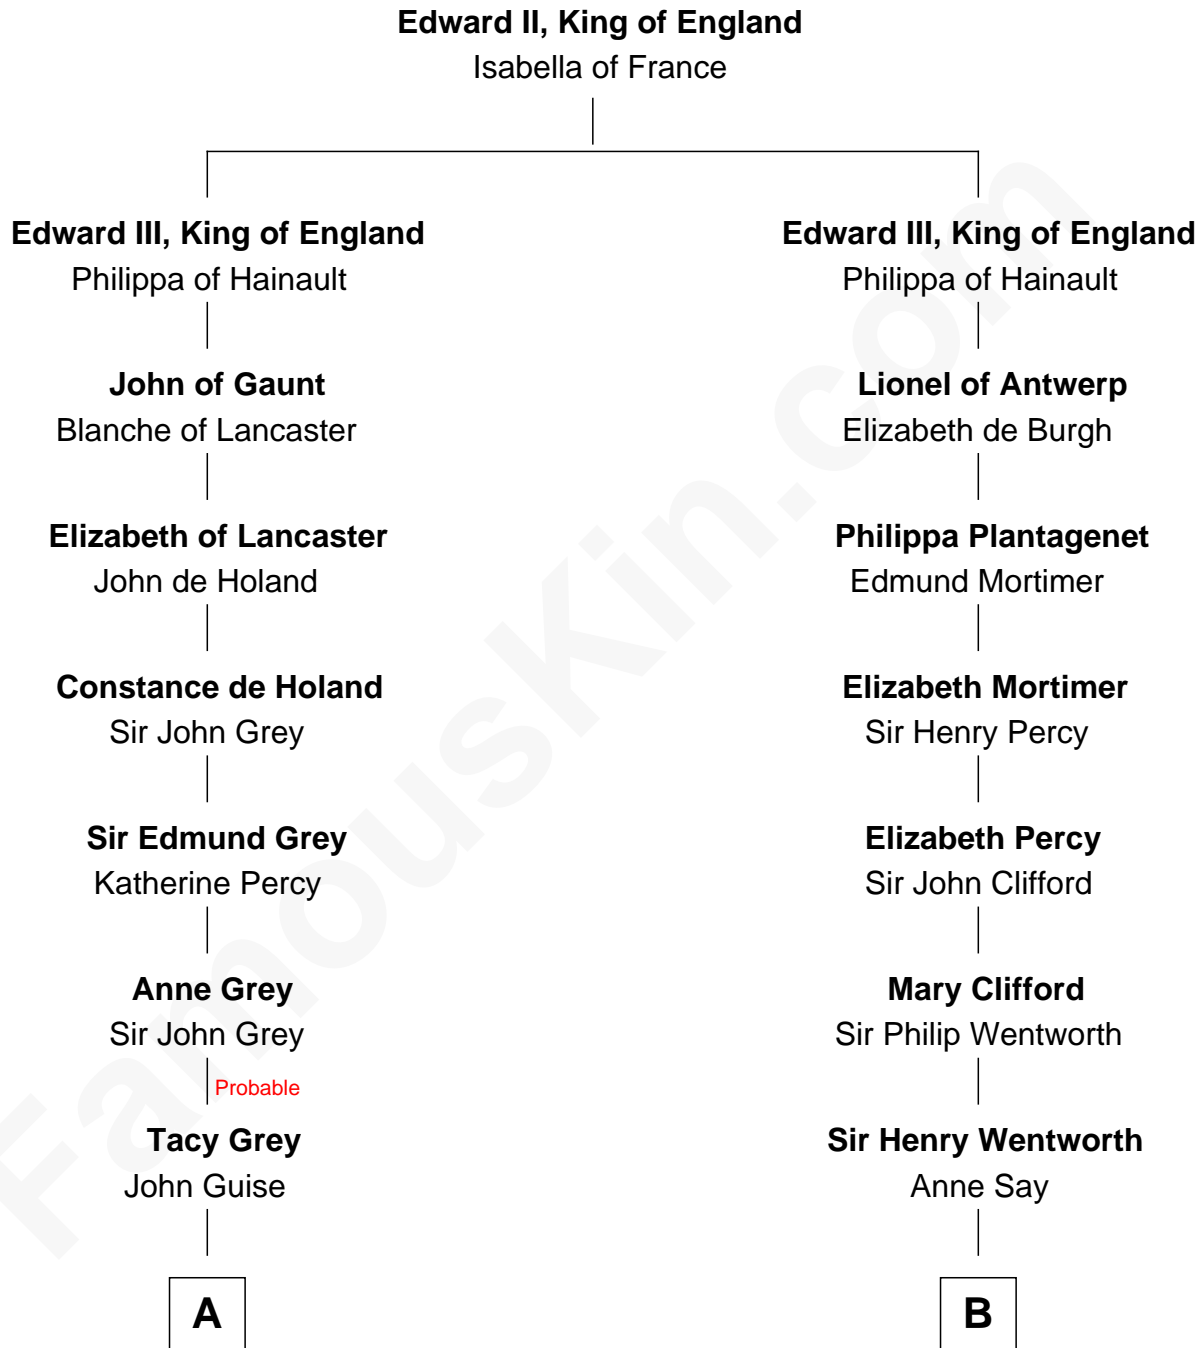 Edward II, King of England
Isabella of France
Edward III, King of England
Philippa of Hainault
John of Gaunt
Blanche of Lancaster
Elizabeth of Lancaster
John de Holand
Constance de Holand
Sir John Grey
Sir Edmund Grey
Katherine Percy
Anne Grey
Sir John Grey
Probable
Tacy Grey
John Guise
A
Edward III, King of England
Philippa of Hainault
Lionel of Antwerp
Elizabeth de Burgh
Philippa Plantagenet
Edmund Mortimer
Elizabeth Mortimer
Sir Henry Percy
Elizabeth Percy
Sir John Clifford
Mary Clifford
Sir Philip Wentworth
Sir Henry Wentworth
Anne Say
B
FamousKin.com